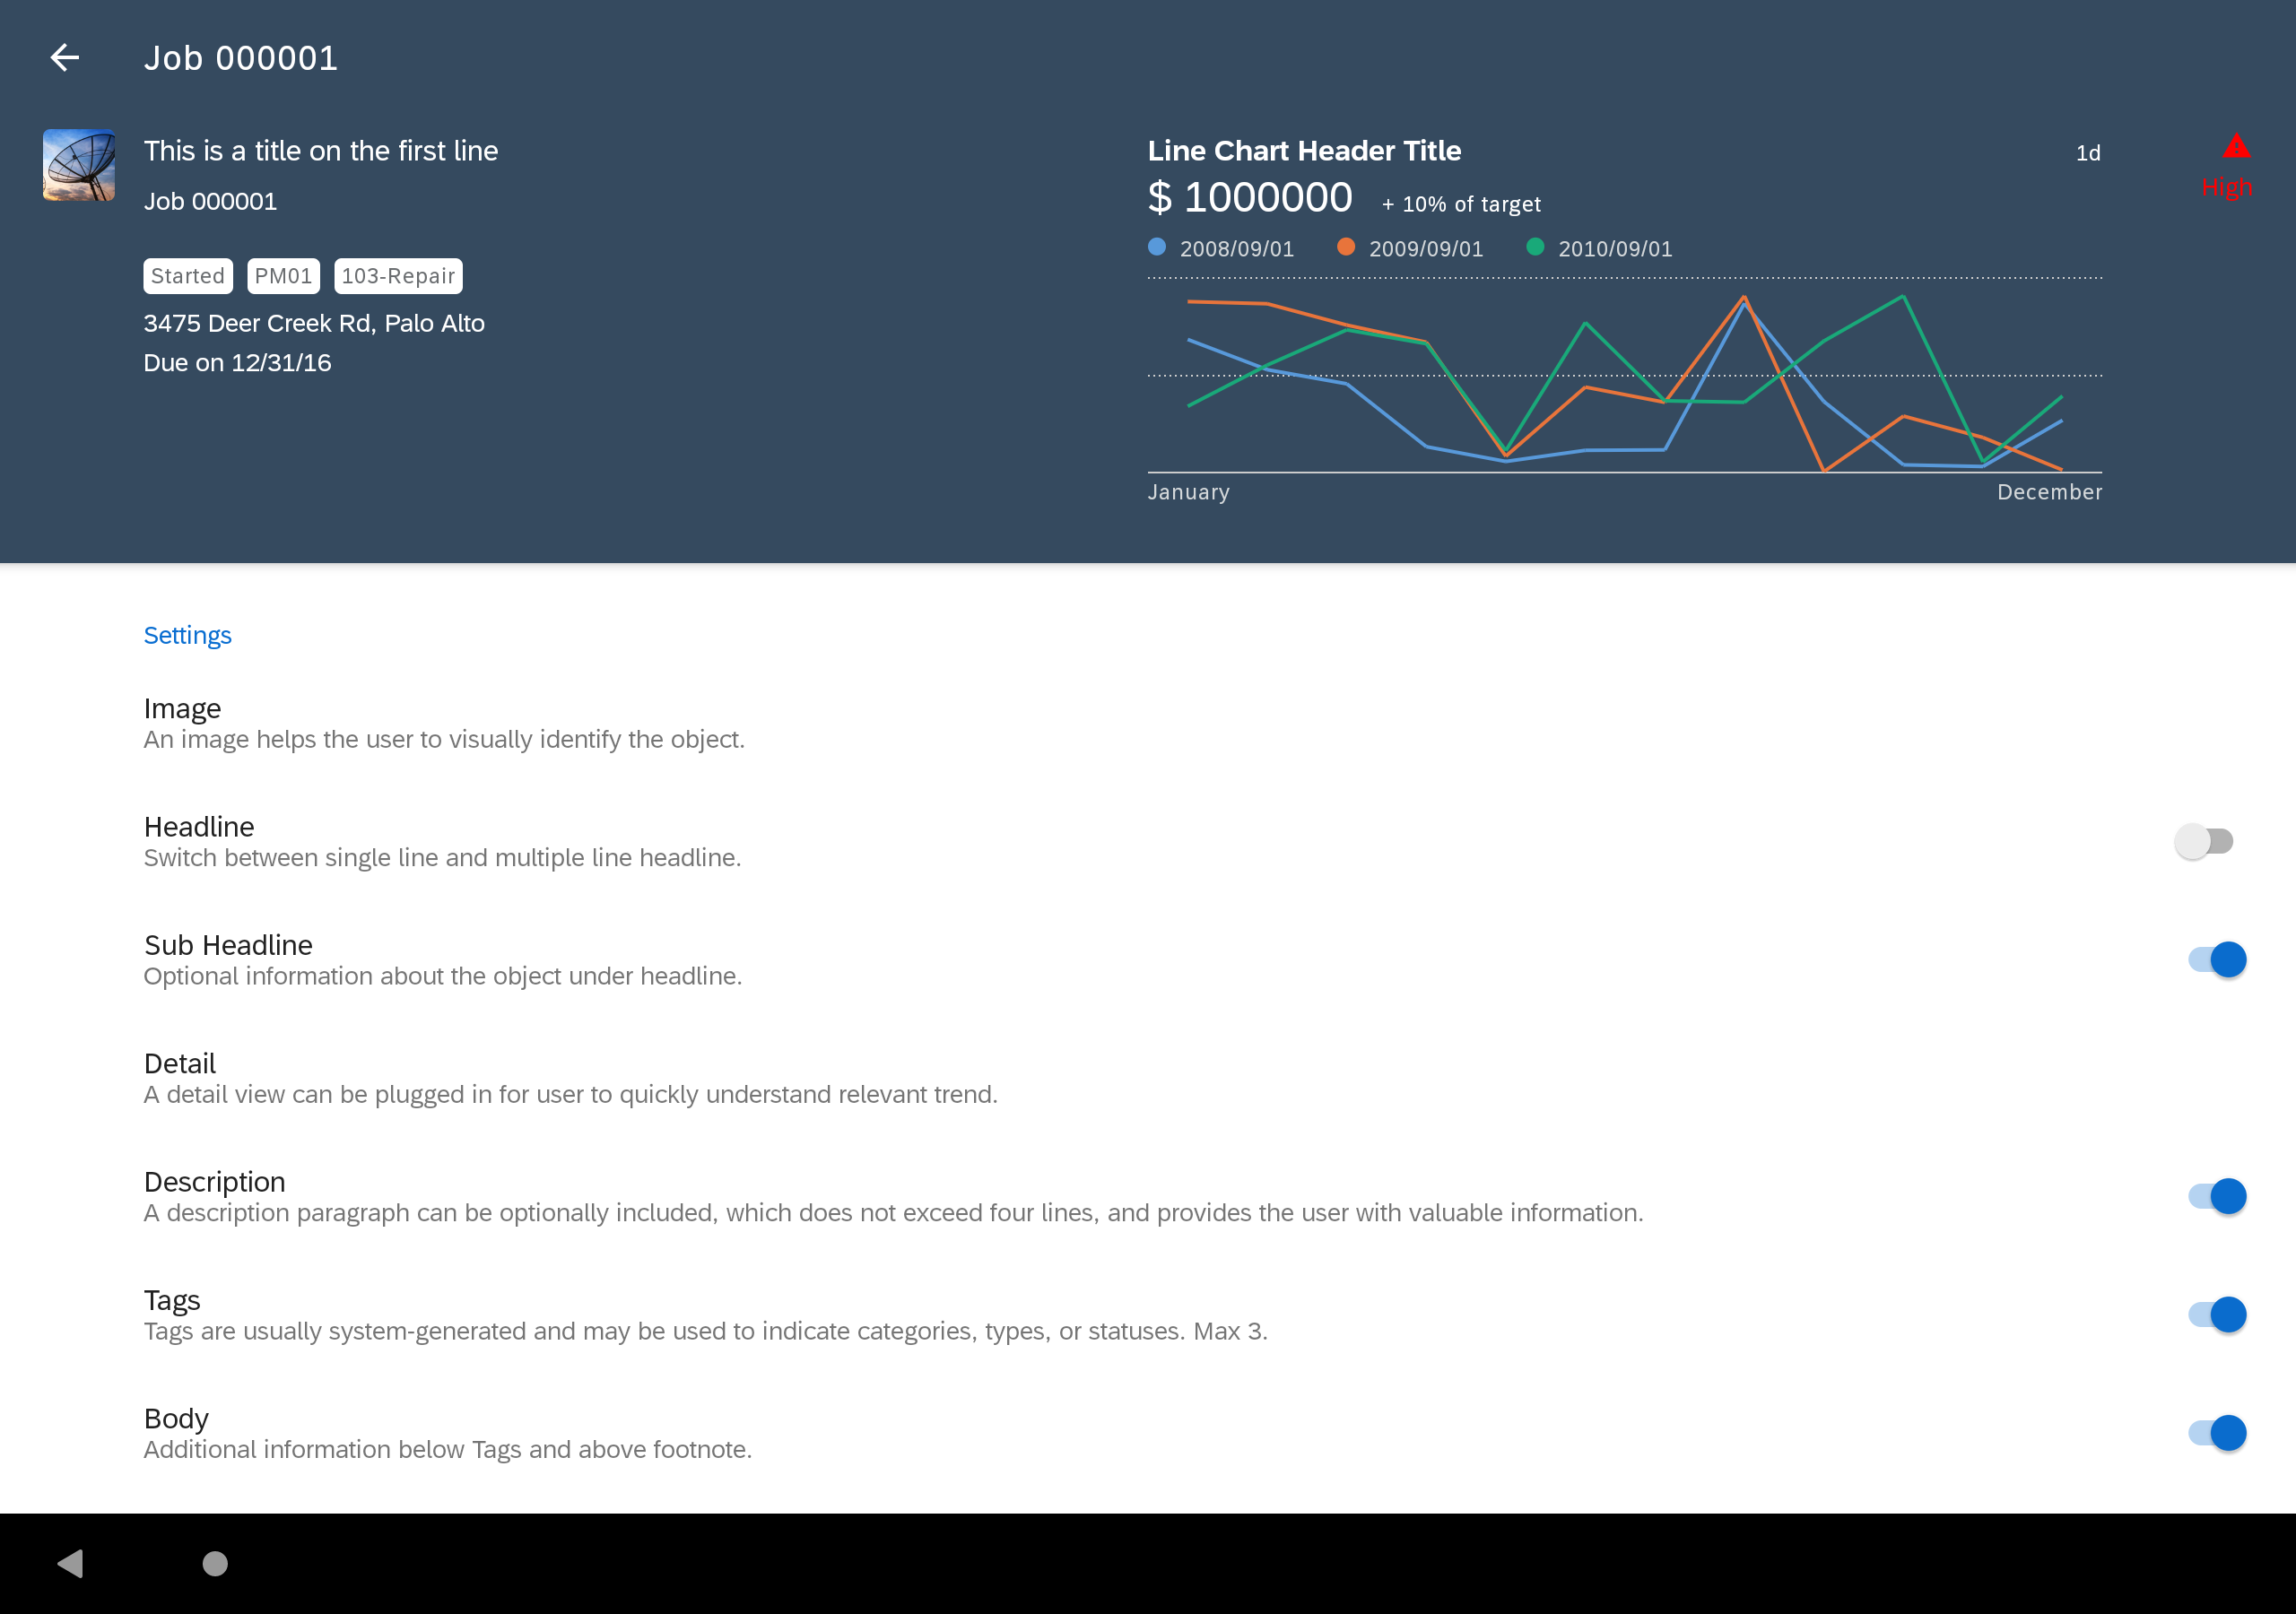 Job 000001
This is a title on the first line
Job 000001
Started PM01 103-Repair
3475 Deer Creek Rd, Palo Alto
Due on 12/31/16
Line Chart Header Title
1d
$ 1000000 + 10% of target
2008/09/01 2009/09/01 2010/09/01
January December
High
Settings
Image
An image helps the user to visually identify the object.
Headline
Switch between single line and multiple line headline.
Sub Headline
Optional information about the object under headline.
Detail
A detail view can be plugged in for user to quickly understand relevant trend.
Description
A description paragraph can be optionally included, which does not exceed four lines, and provides the user with valuable information.
Tags
Tags are usually system-generated and may be used to indicate categories, types, or statuses. Max 3.
Body
Additional information below Tags and above footnote.